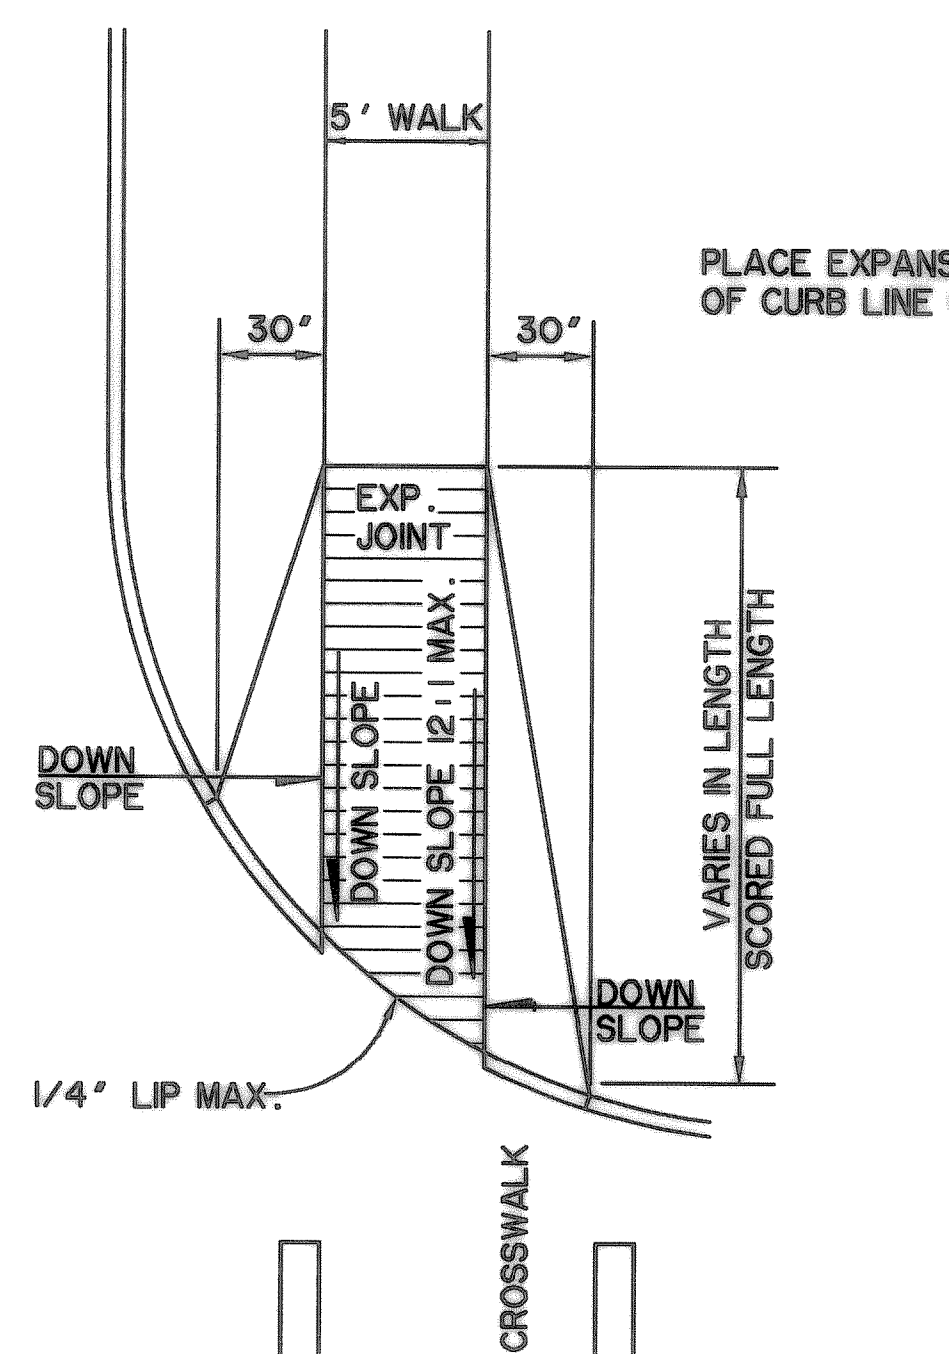 5' WALK
PLACE EXPANS
OF CURB LINE
30"
30"
EXP.
JOINT
DOWN SLOPE
DOWN SLOPE 12:1 MAX.
VARIES IN LENGTH
SCORED FULL LENGTH
DOWN
SLOPE
DOWN
SLOPE
1/4" LIP MAX.
CROSSWALK